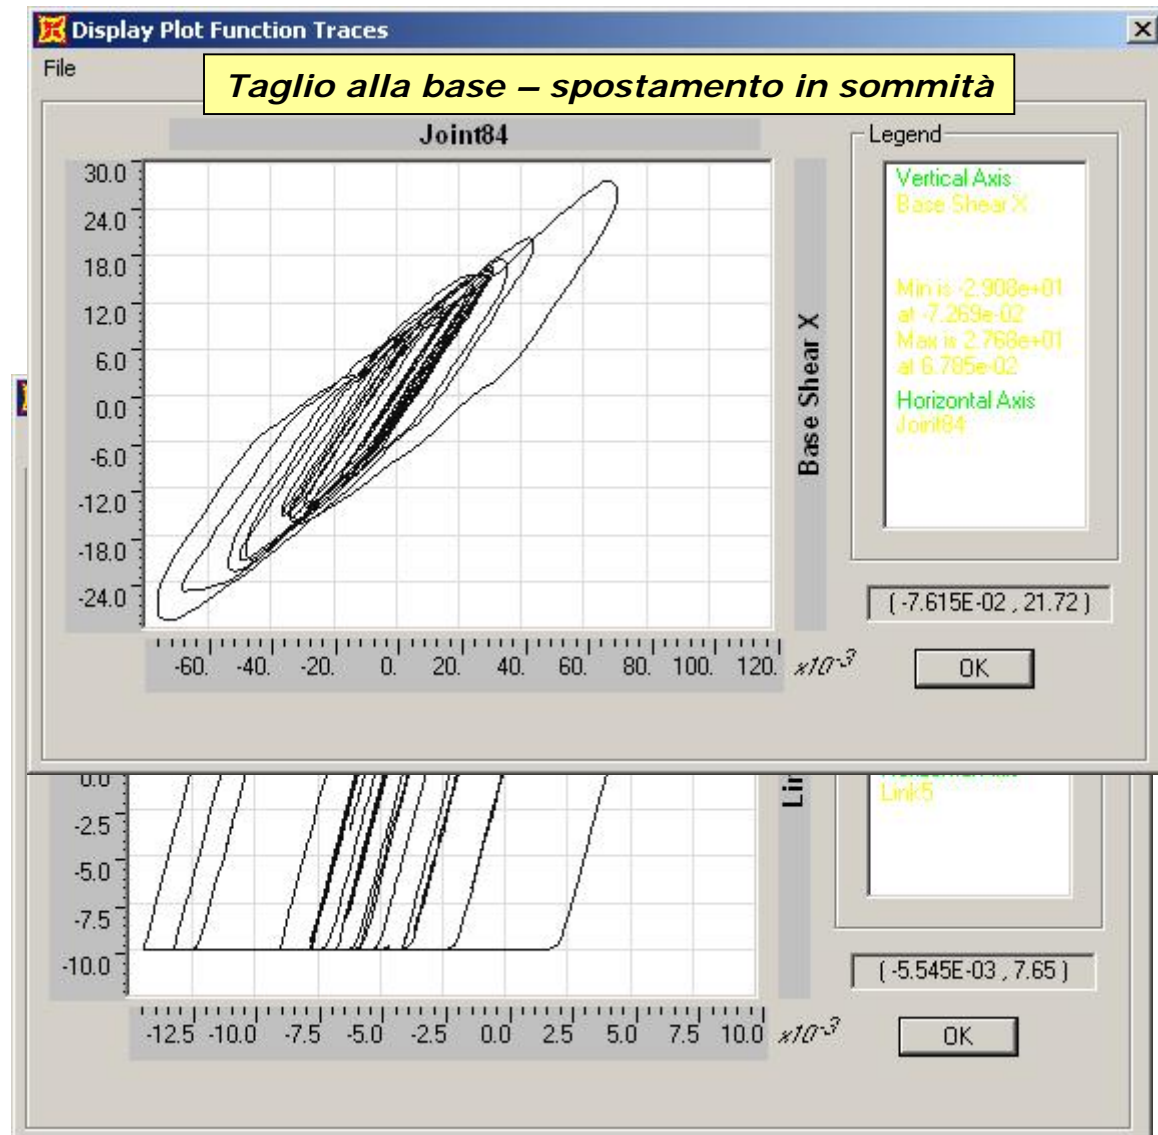 Display Plot Function Traces
File
Taglio alla base – spostamento in sommità
Joint84
30.0
24.0
18.0
12.0
6.0
0.0
-6.0
-12.0
-18.0
-24.0
-60. -40. -20. 0. 20. 40. 60. 80. 100. 120. x10-3
Base Shear X
Legend
Vertical Axis
Base Shear X
Min is -2.908e+01
at -7.269e-02
Max is 2.768e+01
at 6.785e-02
Horizontal Axis
Joint84
( -7.615E-02 , 21.72 )
OK
0.0
-2.5
-5.0
-7.5
-10.0
-12.5 -10.0 -7.5 -5.0 -2.5 0.0 2.5 5.0 7.5 10.0 x10-3
Link5
( -5.545E-03 , 7.65 )
OK